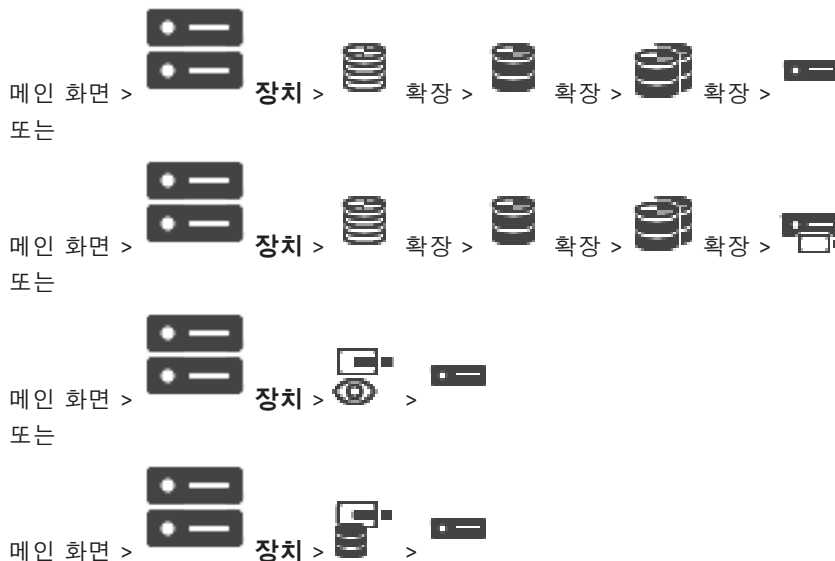 메인 화면 > 장치 > 확장 > 확장 > 확장 >
또는
메인 화면 > 장치 > 확장 > 확장 > 확장 >
또는
메인 화면 > 장치 > >
또는
메인 화면 > 장치 > >